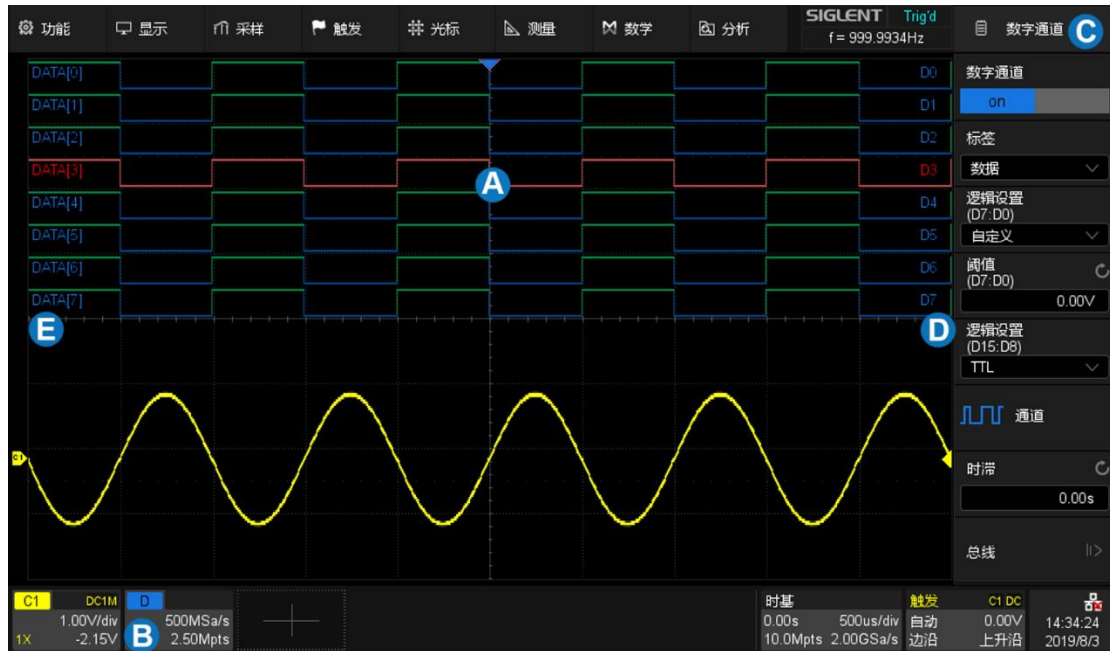 功能 显示 采样 触发 光标 测量 数学 分析 SIGLENT Trig'd 数字通道 C
f = 999.9934Hz
DATA[0] D0
DATA[1] D1
DATA[2] D2
DATA[3] D3
A
DATA[4] D4
DATA[5] D5
DATA[6] D6
DATA[7] D7
E D
C1
数字通道
on
标签
数据
逻辑设置
(D7:D0)
自定义
阈值
(D7:D0)
0.00V
逻辑设置
(D15:D8)
TTL
通道
时滞
0.00s
总线
C1 DC1M
1.00V/div
1X -2.15V
D
500MSa/s
B 2.50Mpts
时基
0.00s 500us/div
10.0Mpts 2.00GSa/s
触发 C1 DC
自动 0.00V
边沿 上升沿
14:34:24
2019/8/3